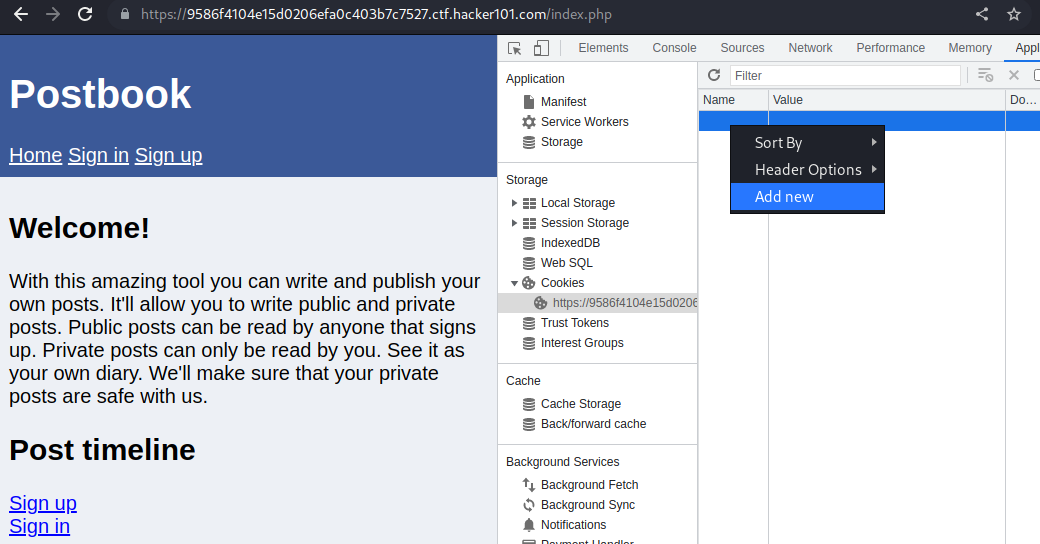 https://9586f4104e15d0206efa0c403b7c7527.ctf.hacker101.com/index.php
Postbook
Home Sign in Sign up
Welcome!
With this amazing tool you can write and publish your
own posts. It'll allow you to write public and private
posts. Public posts can be read by anyone that signs
up. Private posts can only be read by you. See it as
your own diary. We'll make sure that your private
posts are safe with us.
Post timeline
Sign up
Sign in
Elements Console Sources Network Performance Memory Appl
Application
Manifest
Service Workers
Storage
Storage
Local Storage
Session Storage
IndexedDB
Web SQL
Cookies
https://9586f4104e15d0206
Trust Tokens
Interest Groups
Cache
Cache Storage
Back/forward cache
Background Services
Background Fetch
Background Sync
Notifications
Payment Handler
Filter
Name Value Do...
Sort By
Header Options
Add new